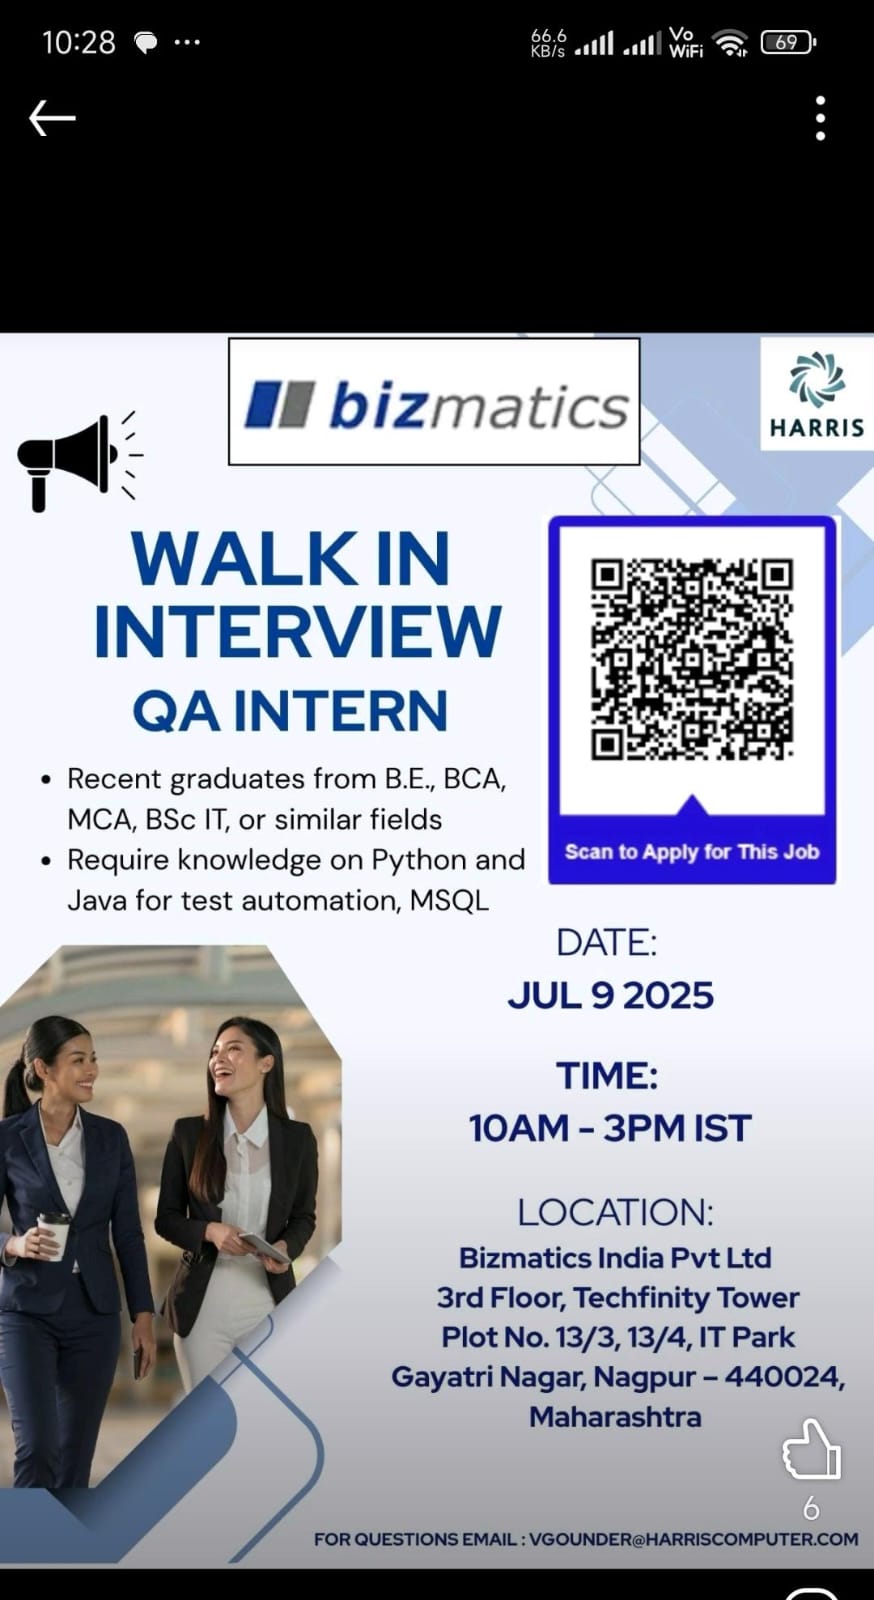 10:28
66.6
KB/s
Vo
WiFi
69
bizmatics
HARRIS
WALK IN
INTERVIEW
QA INTERN
• Recent graduates from B.E., BCA,
MCA, BSc IT, or similar fields
• Require knowledge on Python and
Java for test automation, MSQL
Scan to Apply for This Job
DATE:
JUL 9 2025
TIME:
10AM – 3PM IST
LOCATION:
Bizmatics India Pvt Ltd
3rd Floor, Techfinity Tower
Plot No. 13/3, 13/4, IT Park
Gayatri Nagar, Nagpur – 440024,
Maharashtra
6
FOR QUESTIONS EMAIL : VGOUNDER@HARRISCOMPUTER.COM